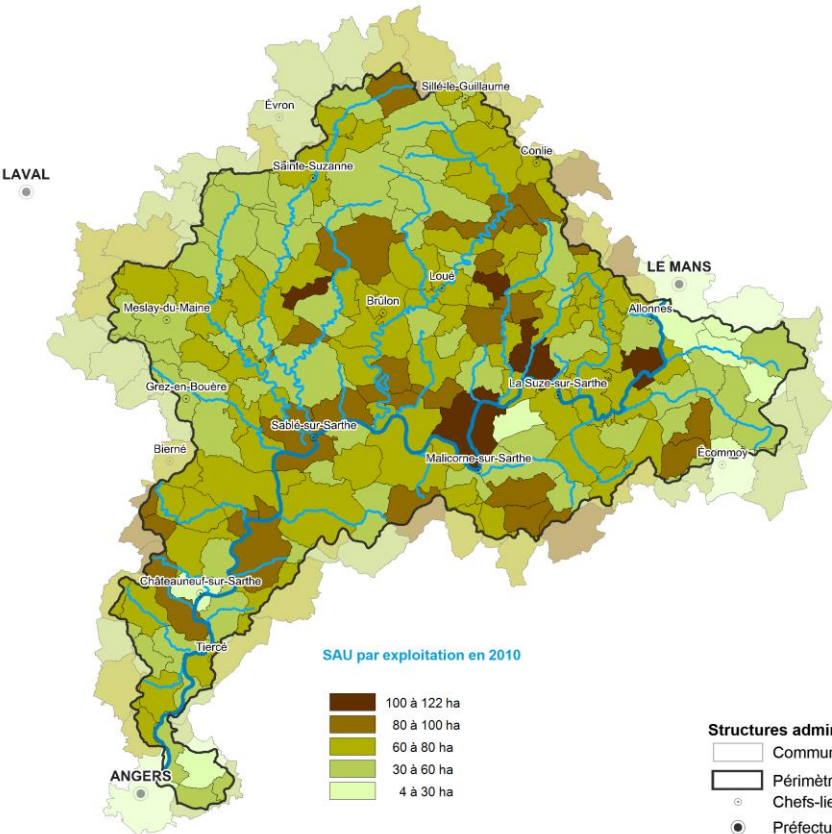 Sillé-le-Guillaume
Évron
Conlie
Sainte-Suzanne
LAVAL
LE MANS
Loué
Meslay-du-Maine
Brûlon
Allonnes
Grez-en-Bouère
La Suze-sur-Sarthe
Sablé-sur-Sarthe
Bierné
Malicorne-sur-Sarthe
Écommoy
Châteauneuf-sur-Sarthe
Tiercé
SAU par exploitation en 2010
100 à 122 ha
80 à 100 ha
60 à 80 ha
30 à 60 ha
4 à 30 ha
ANGERS
Structures admin
Commun
Périmètr
Chefs-lie
Préfectu